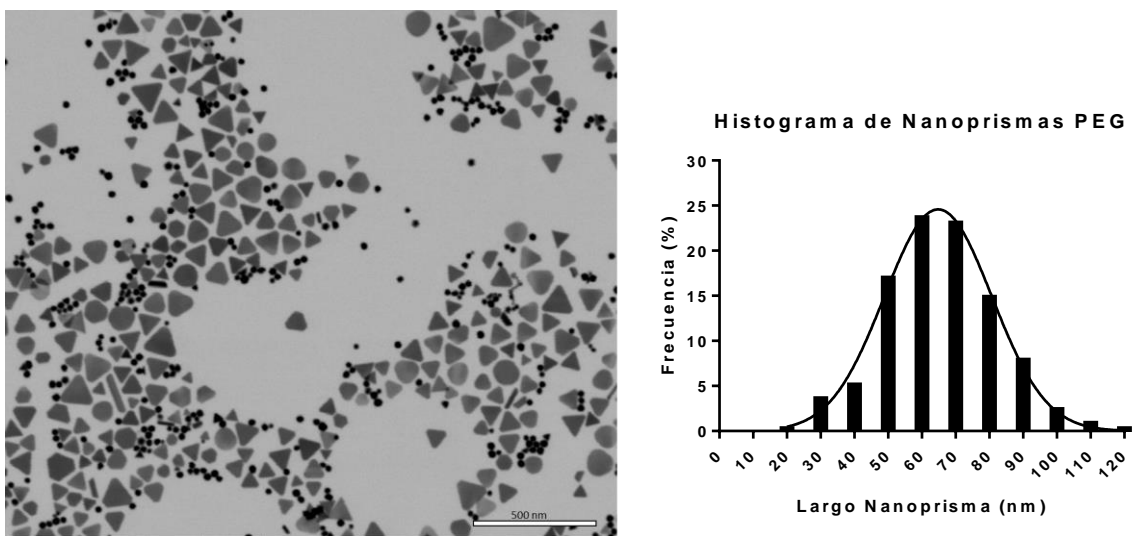 500 nm
Histograma de Nanoprismas PEG
Frecuencia (%)
30
25
20
15
10
5
0
0 10 20 30 40 50 60 70 80 90 100 110 120
Largo Nanoprisma (nm)